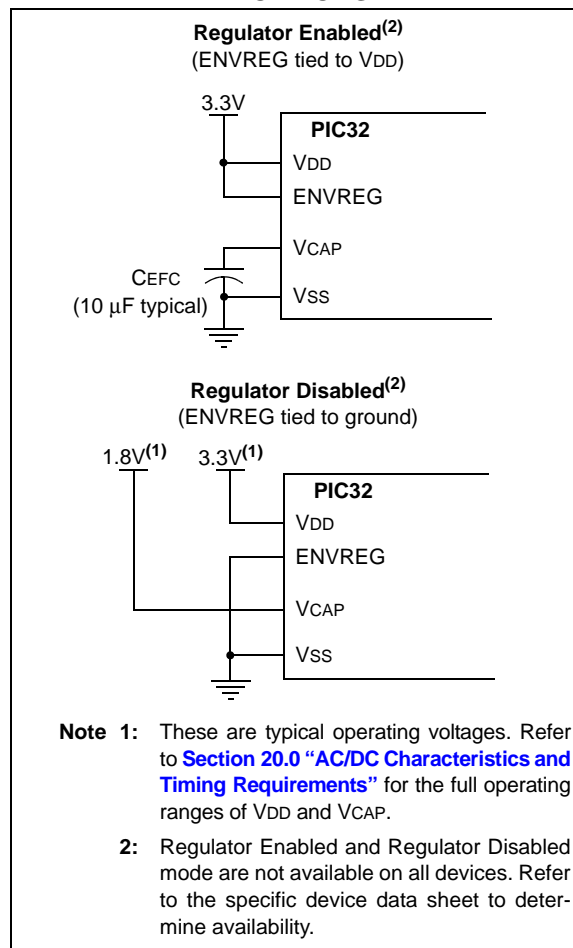 Regulator Enabled(2)
(ENVREG tied to VDD)
3.3V
PIC32
VDD
ENVREG
VCAP
CEFC
(10 μF typical)
VSS
Regulator Disabled(2)
(ENVREG tied to ground)
1.8V(1) 3.3V(1)
PIC32
VDD
ENVREG
VCAP
VSS
Note 1: These are typical operating voltages. Refer
to Section 20.0 “AC/DC Characteristics and
Timing Requirements” for the full operating
ranges of VDD and VCAP.
2: Regulator Enabled and Regulator Disabled
mode are not available on all devices. Refer
to the specific device data sheet to deter-
mine availability.